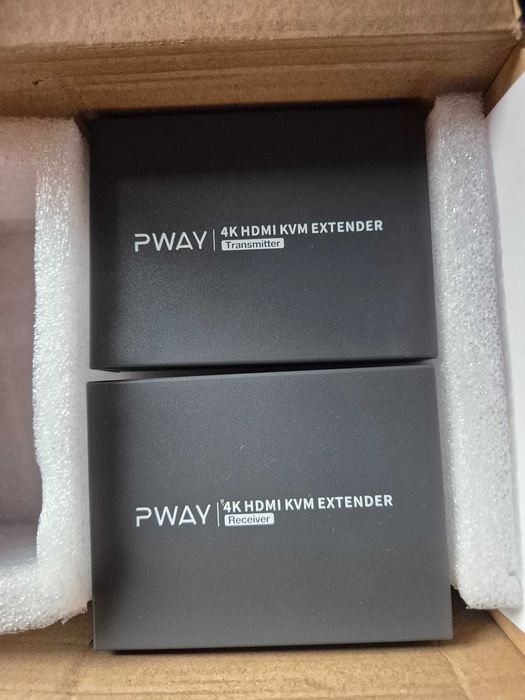 PWAY
4K HDMI KVM EXTENDER
Transmitter
PWAY
4K HDMI KVM EXTENDER
Receiver